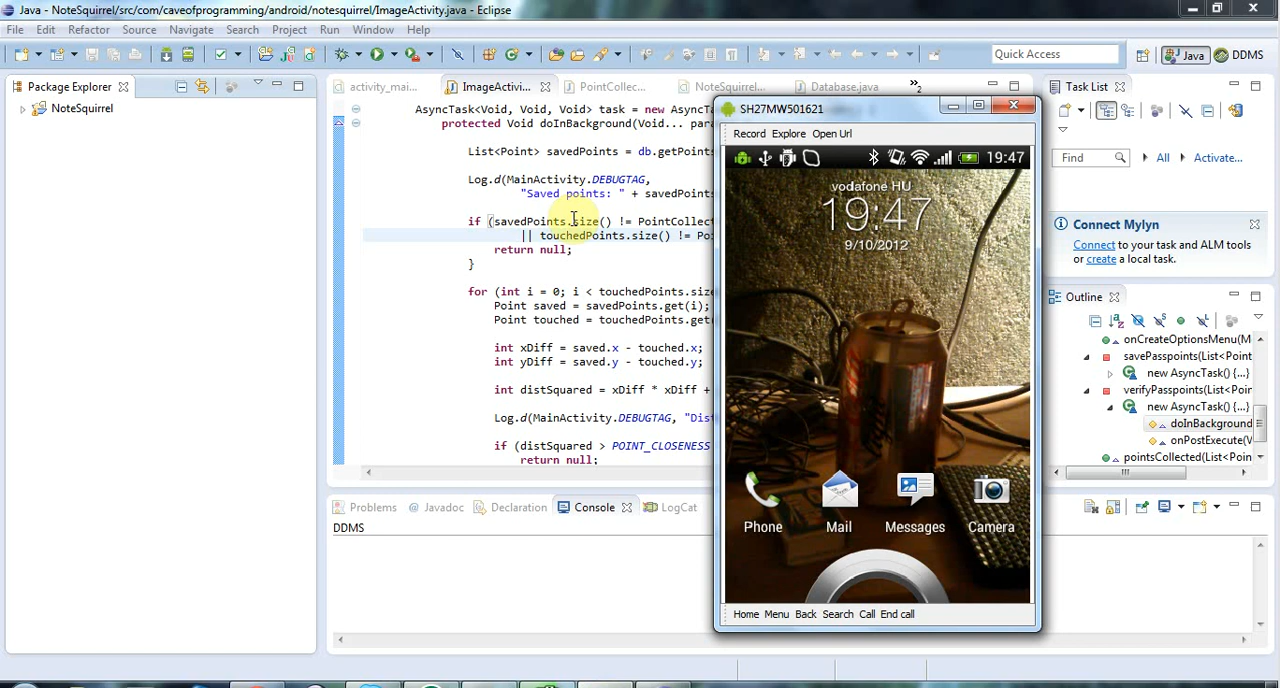 Java - NoteSquirrel/src/com/caveofprogramming/android/notesquirrel/ImageActivity.java - Eclipse
File Edit Refactor Source Navigate Search Project Run Window Help
Quick Access
Java
DDMS
Package Explorer
NoteSquirrel
activity_mai...
ImageActivi...
PointCollec...
NoteSquirrel...
Database.java
»2
AsyncTask<Void, Void, Void> task = new AsyncT
protected Void doInBackground(Void... para
List<Point> savedPoints = db.getPoints
Log.d(MainActivity.DEBUGTAG,
"Saved points: " + savedPoints
if (savedPoints.size() != PointCollect
|| touchedPoints.size() != Poi
return null;
}
for (int i = 0; i < touchedPoints.size
Point saved = savedPoints.get(i);
Point touched = touchedPoints.get(
int xDiff = saved.x - touched.x;
int yDiff = saved.y - touched.y;
int distSquared = xDiff * xDiff +
Log.d(MainActivity.DEBUGTAG, "Dist
if (distSquared > POINT_CLOSENESS
return null;
SH27MW501621
Record Explore Open Url
19:47
vodafone HU
19:47
9/10/2012
Phone
Mail
Messages
Camera
Home Menu Back Search Call End call
Task List
Find
All
Activate...
Connect Mylyn
Connect to your task and ALM tools
or create a local task.
Outline
onCreateOptionsMenu(M
savePasspoints(List<Point
new AsyncTask() {...}
verifyPasspoints(List<Poin
new AsyncTask() {...}
doInBackground
onPostExecute(V
pointsCollected(List<Poin
Problems
@ Javadoc
Declaration
Console
LogCat
DDMS